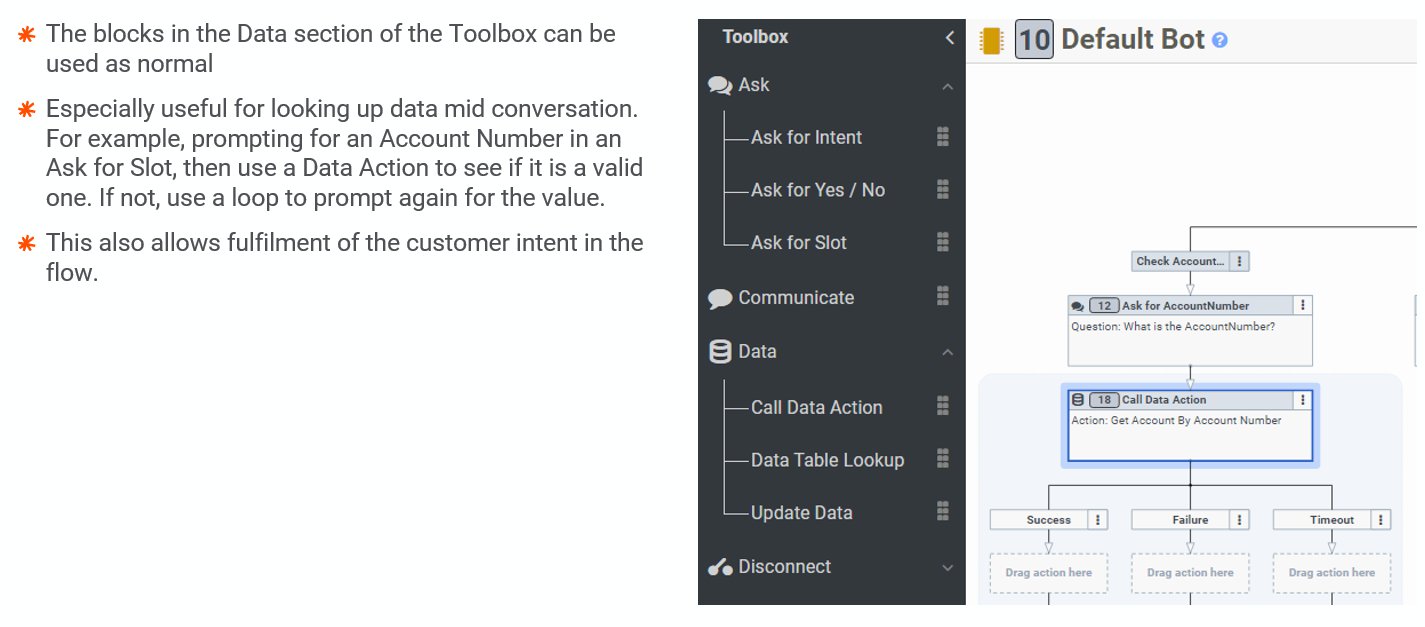 The blocks in the Data section of the Toolbox can be
used as normal
Especially useful for looking up data mid conversation.
For example, prompting for an Account Number in an
Ask for Slot, then use a Data Action to see if it is a valid
one. If not, use a loop to prompt again for the value.
This also allows fulfilment of the customer intent in the
flow.
Toolbox
Ask
Ask for Intent
Ask for Yes / No
Ask for Slot
Communicate
Data
Call Data Action
Data Table Lookup
Update Data
Disconnect
10 Default Bot ?
Check Account...
12 Ask for AccountNumber
Question: What is the AccountNumber?
18 Call Data Action
Action: Get Account By Account Number
Success Failure Timeout
Drag action here Drag action here Drag action here